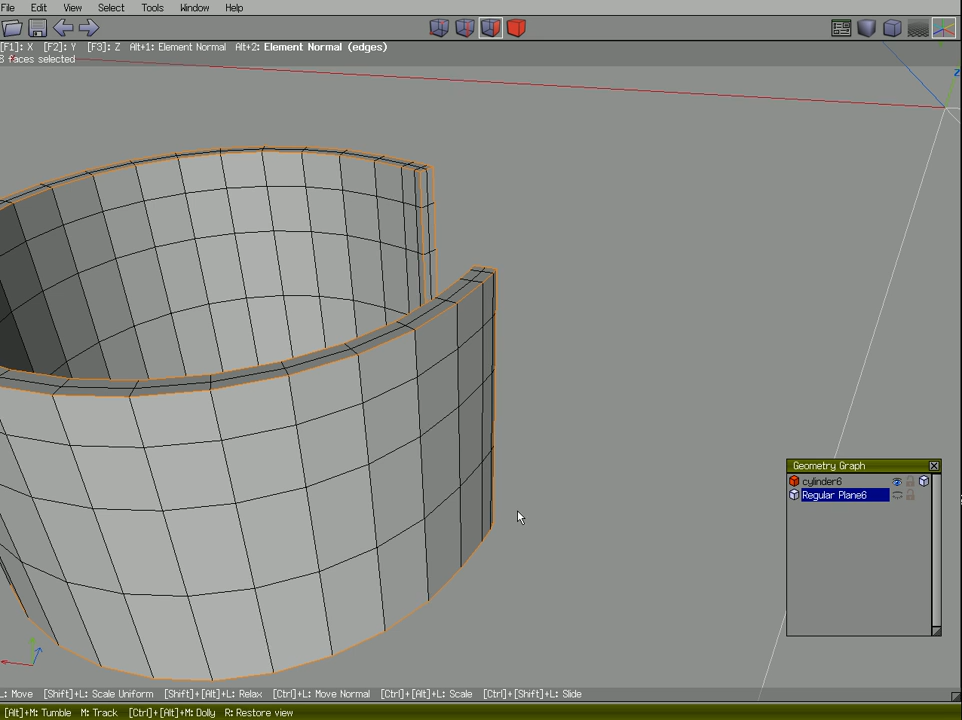 File Edit View Select Tools Window Help
[F1]: X [F2]: Y [F3]: Z Alt+1: Element Normal Alt+2: Element Normal (edges)
8 faces selected
Z
Geometry Graph
cylinder6
Regular Plane6
L: Move [Shift]+L: Scale Uniform [Shift]+[Alt]+L: Relax [Ctrl]+L: Move Normal [Ctrl]+[Alt]+L: Scale [Ctrl]+[Shift]+L: Slide
[Alt]+M: Tumble M: Track [Ctrl]+[Alt]+M: Dolly R: Restore view